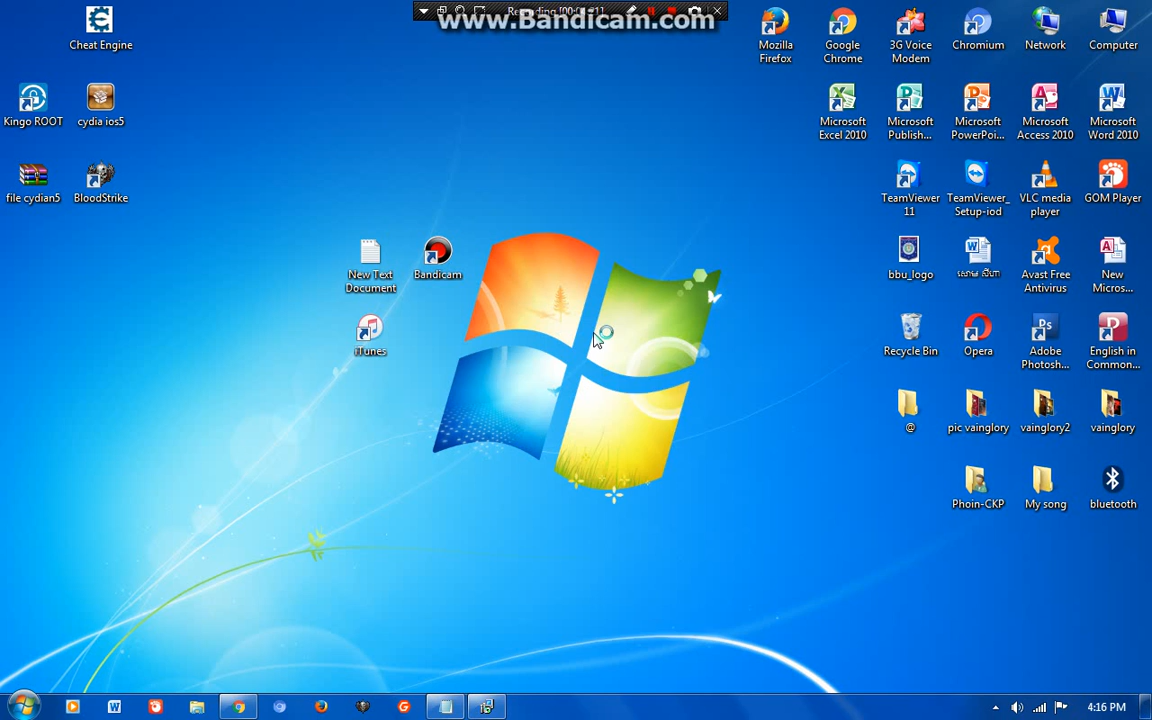 www.Bandicam.com
Cheat Engine
Mozilla
Firefox
Google
Chrome
3G Voice
Modem
Chromium
Network
Computer
Kingo ROOT
cydia ios5
Microsoft
Excel 2010
Microsoft
Publish...
Microsoft
PowerPoi...
Microsoft
Access 2010
Microsoft
Word 2010
file cydian5
BloodStrike
TeamViewer
11
TeamViewer_
Setup-iod
VLC media
player
GOM Player
New Text
Document
Bandicam
bbu_logo
Avast Free
Antivirus
New
Micros...
iTunes
Recycle Bin
Opera
Adobe
Photosh...
English in
Common...
@
pic vainglory
vainglory2
vainglory
Phoin-CKP
My song
bluetooth
4:16 PM